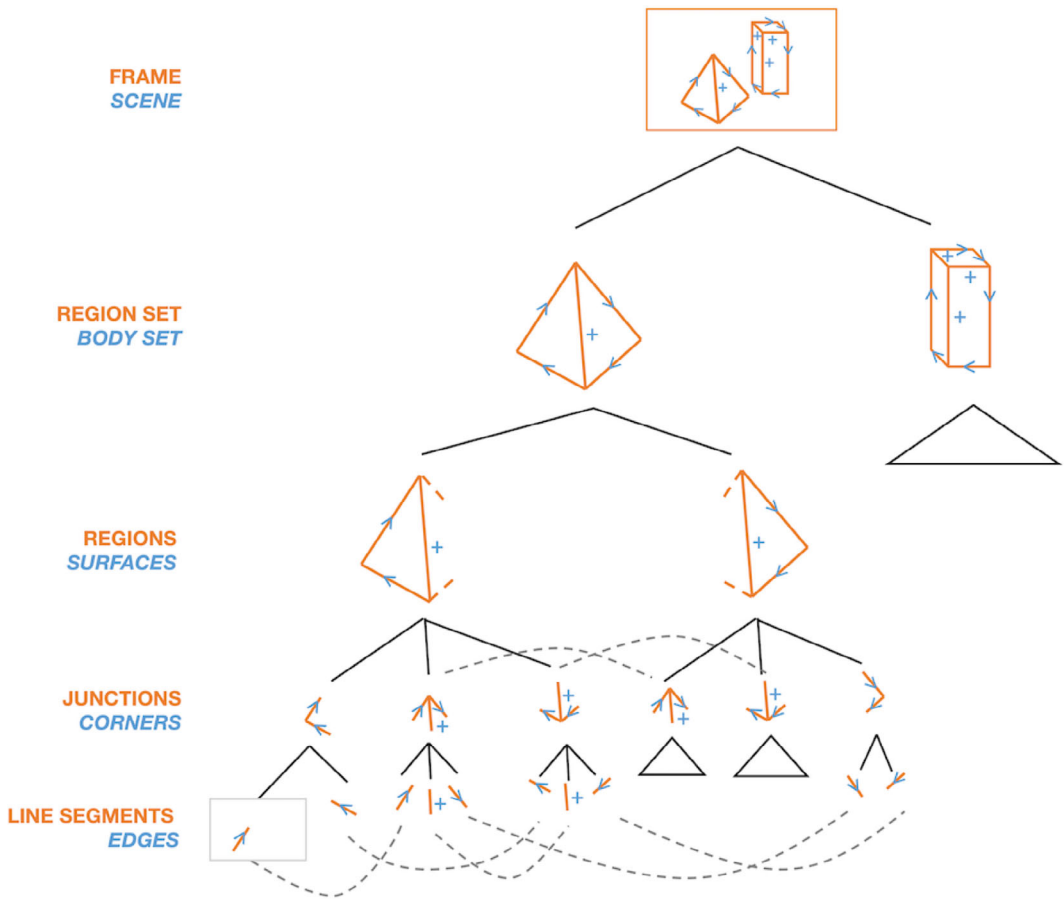 FRAME
SCENE
REGION SET
BODY SET
REGIONS
SURFACES
JUNCTIONS
CORNERS
LINE SEGMENTS
EDGES